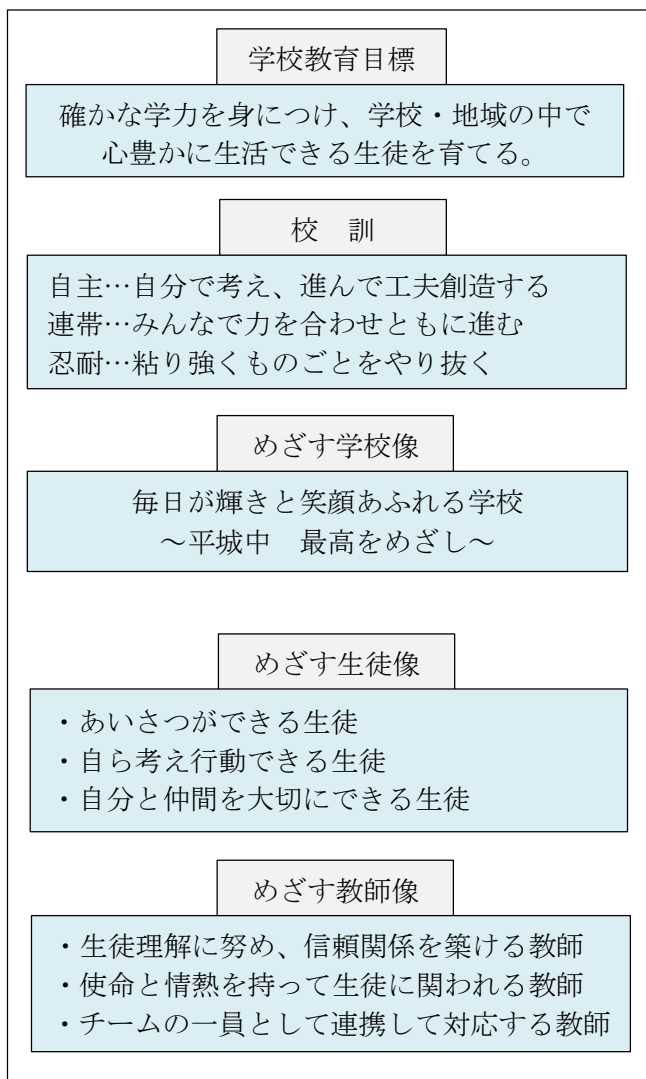 学校教育目標
確かな学力を身につけ、学校・地域の中で
心豊かに生活できる生徒を育てる。
校　訓
自主…自分で考え、進んで工夫創造する
連帯…みんなで力を合わせともに進む
忍耐…粘り強くものごとをやり抜く
めざす学校像
毎日が輝きと笑顔あふれる学校
～平城中　最高をめざし～
めざす生徒像
・あいさつができる生徒
・自ら考え行動できる生徒
・自分と仲間を大切にできる生徒
めざす教師像
・生徒理解に努め、信頼関係を築ける教師
・使命と情熱を持って生徒に関われる教師
・チームの一員として連携して対応する教師